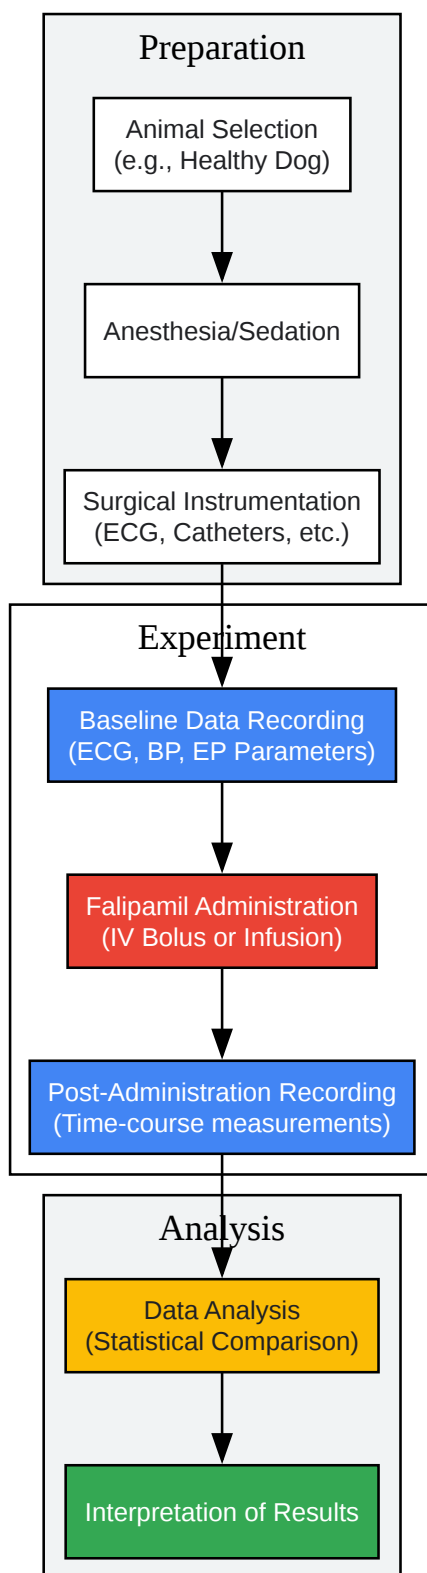 Preparation
Animal Selection
(e.g., Healthy Dog)
Anesthesia/Sedation
Surgical Instrumentation
(ECG, Catheters, etc.)
Experiment
Baseline Data Recording
(ECG, BP, EP Parameters)
Falipamil Administration
(IV Bolus or Infusion)
Post-Administration Recording
(Time-course measurements)
Analysis
Data Analysis
(Statistical Comparison)
Interpretation of Results